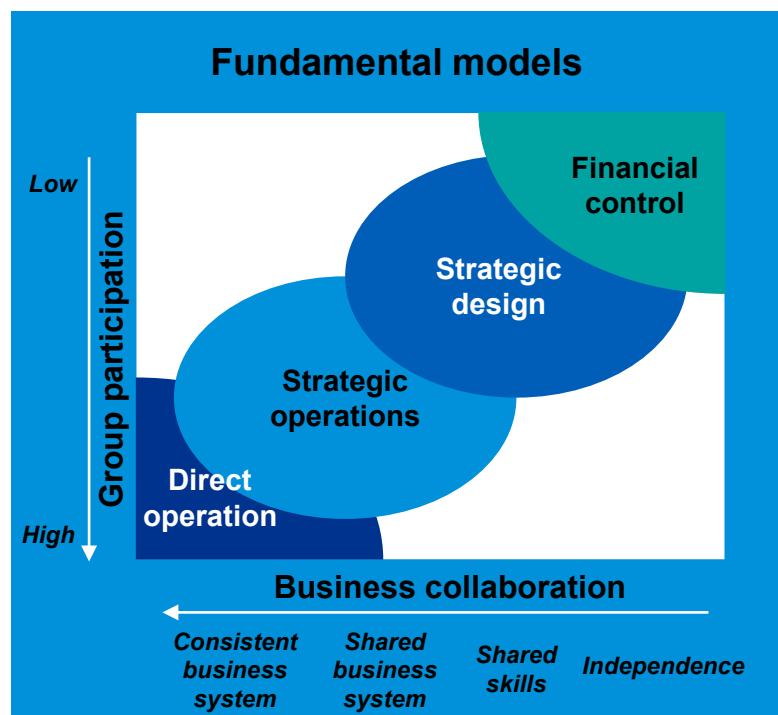 Fundamental models
Low
Group participation
High
Financial
control
Strategic
design
Strategic
operations
Direct
operation
Business collaboration
Consistent
business
system
Shared
business
system
Shared
skills
Independence